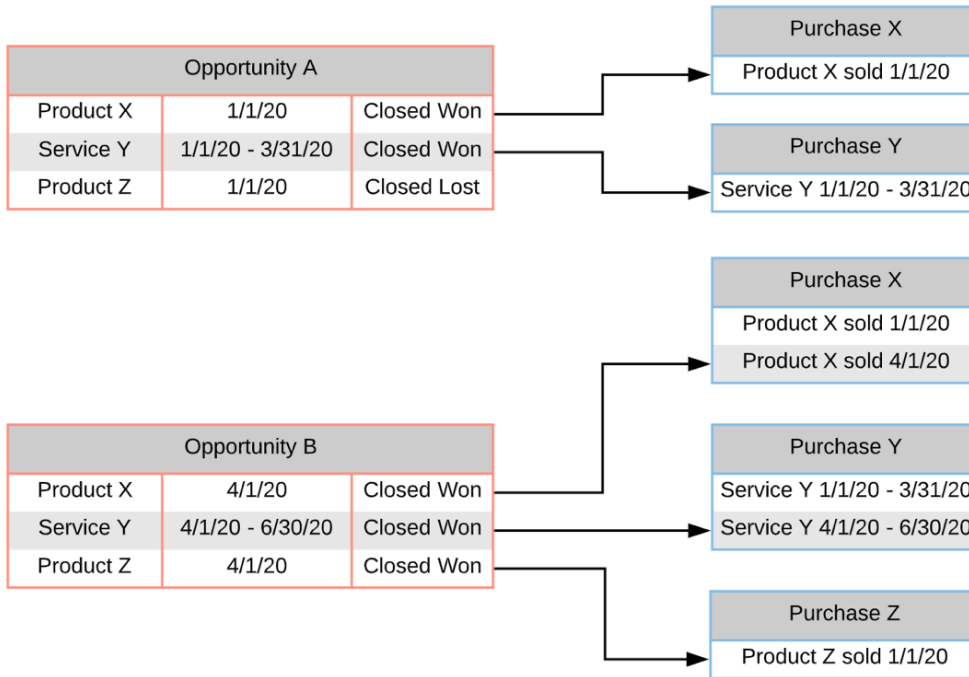 Opportunity A
Product X 1/1/20 Closed Won
Service Y 1/1/20 - 3/31/20 Closed Won
Product Z 1/1/20 Closed Lost
Purchase X
Product X sold 1/1/20
Purchase Y
Service Y 1/1/20 - 3/31/20
Purchase X
Product X sold 1/1/20
Product X sold 4/1/20
Opportunity B
Product X 4/1/20 Closed Won
Service Y 4/1/20 - 6/30/20 Closed Won
Product Z 4/1/20 Closed Won
Purchase Y
Service Y 1/1/20 - 3/31/20
Service Y 4/1/20 - 6/30/20
Purchase Z
Product Z sold 1/1/20